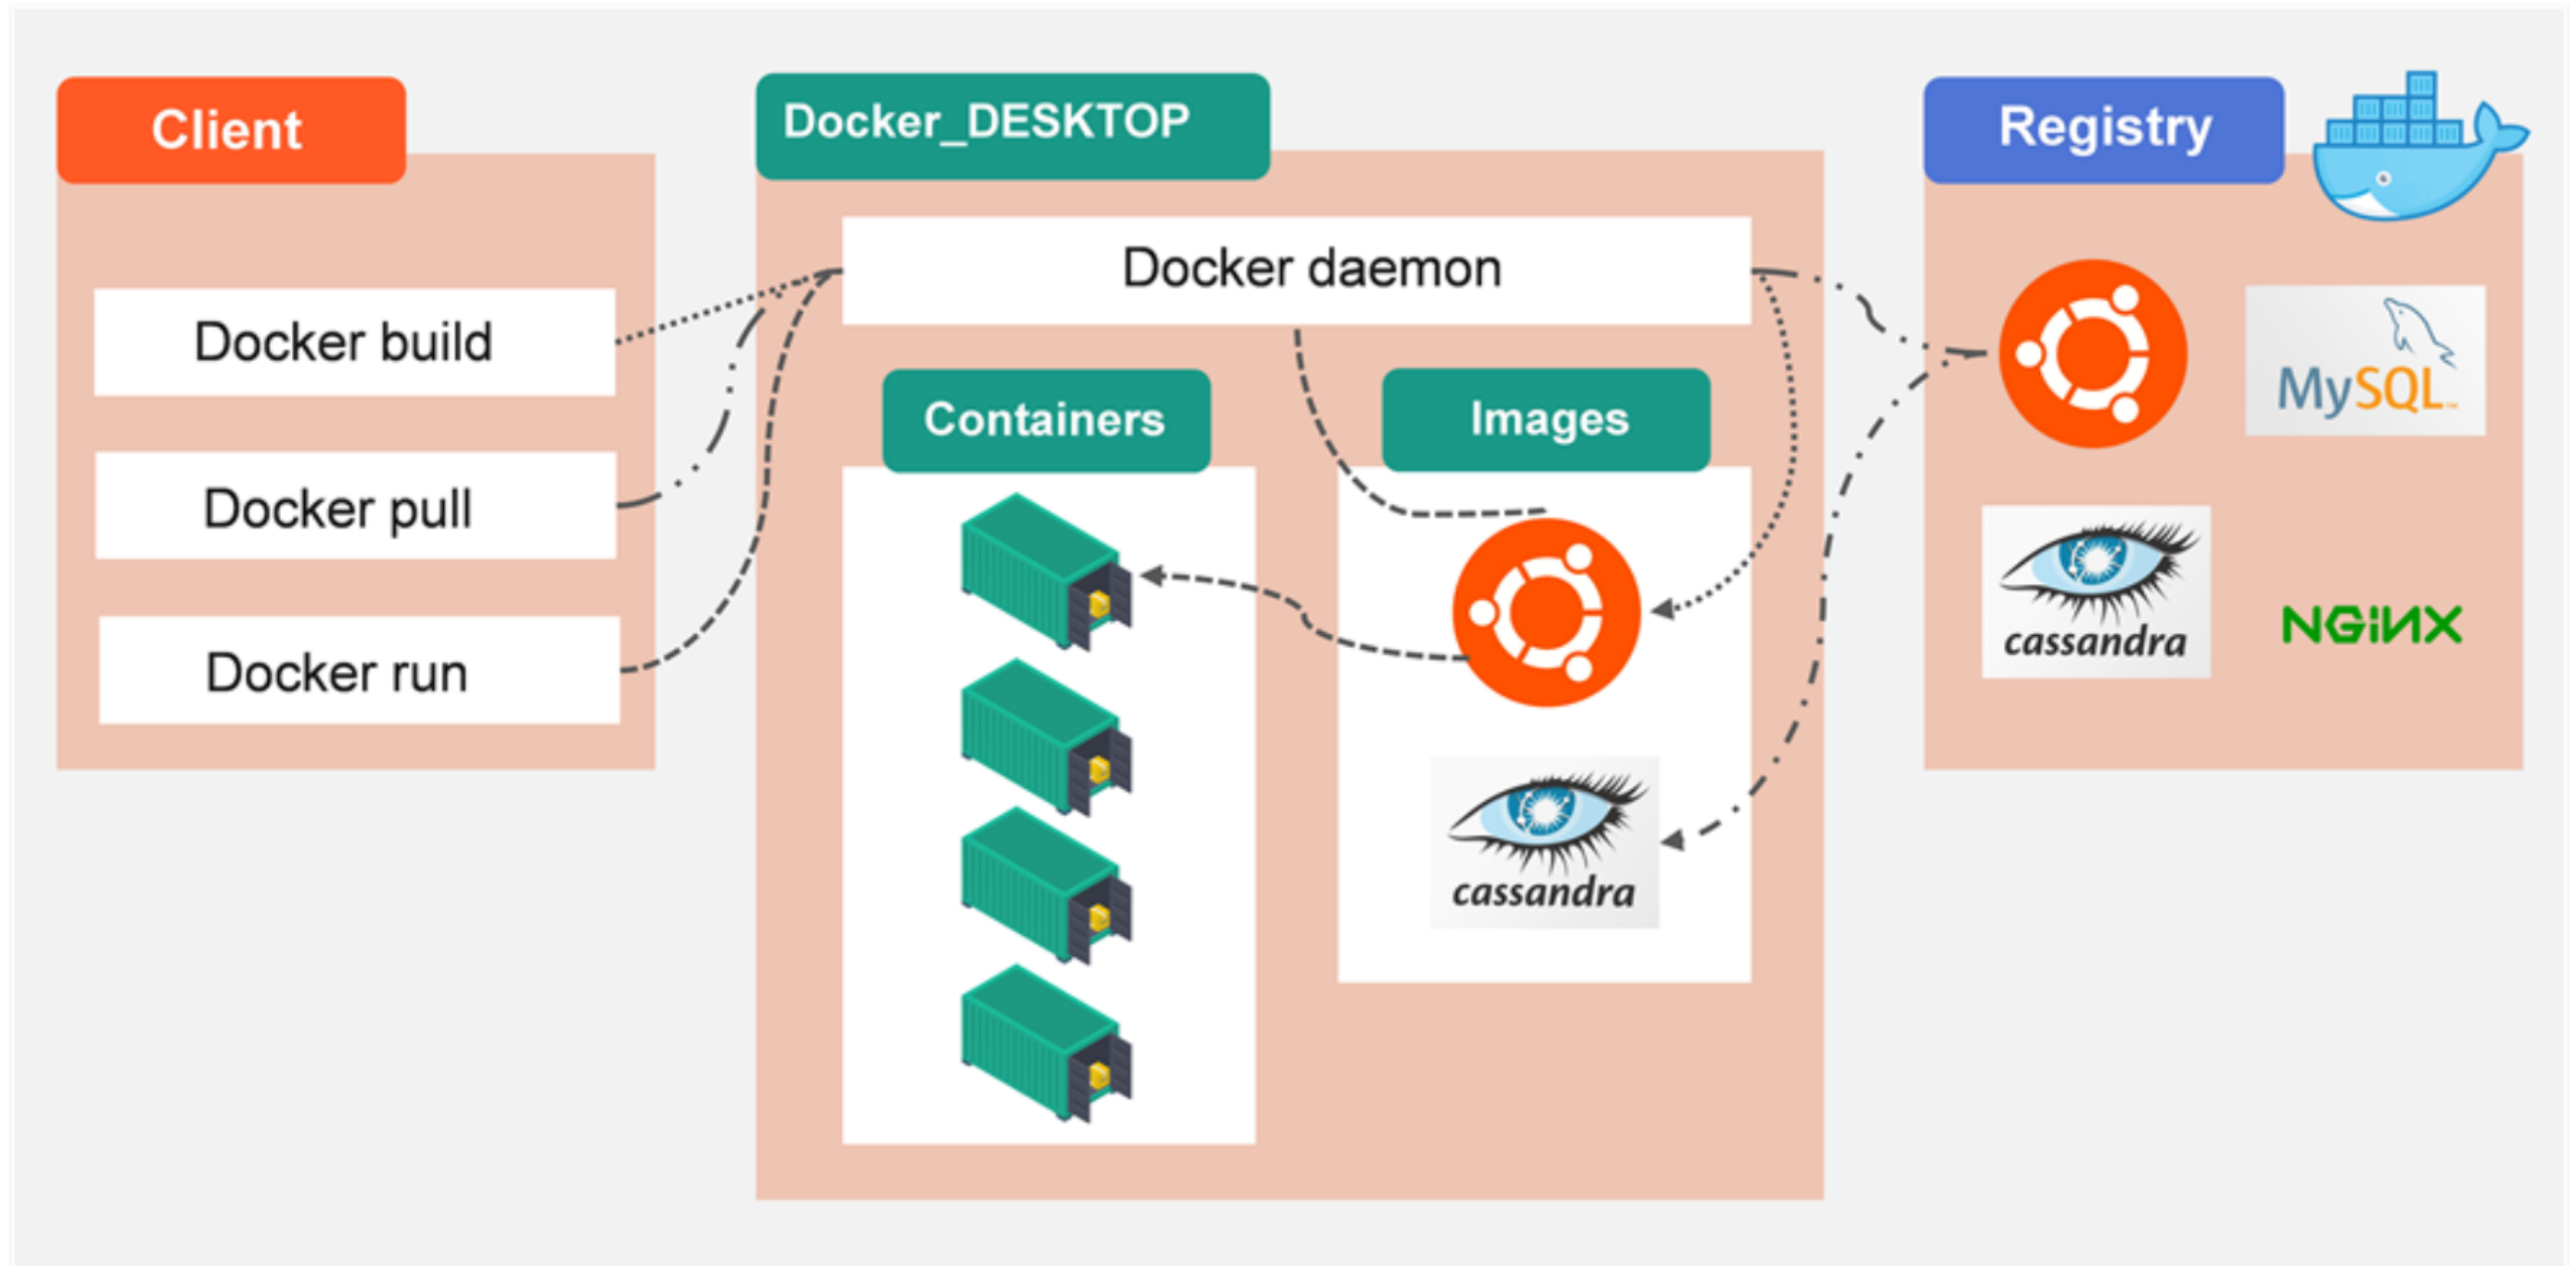 Client
Docker build
Docker pull
Docker run
Docker_DESKTOP
Docker daemon
Containers
Images
cassandra
Registry
MySQL
cassandra
NGiNX